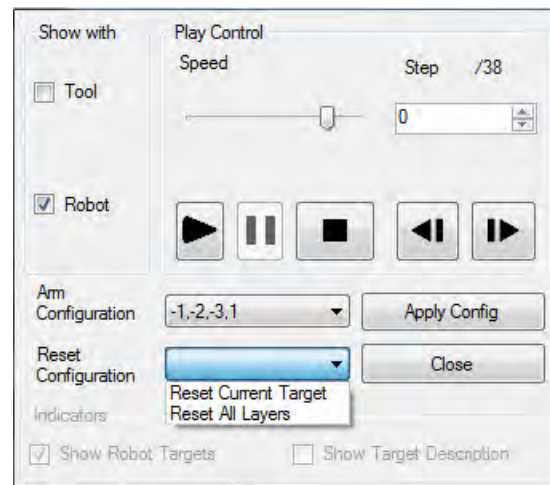 Show with
Play Control
Speed
Step /38
Tool
0
Robot
Arm
Configuration
-1,-2,-3,1
Apply Config
Reset
Configuration
Close
Reset Current Target
Reset All Layers
Indicators
Show Robot Targets
Show Target Description